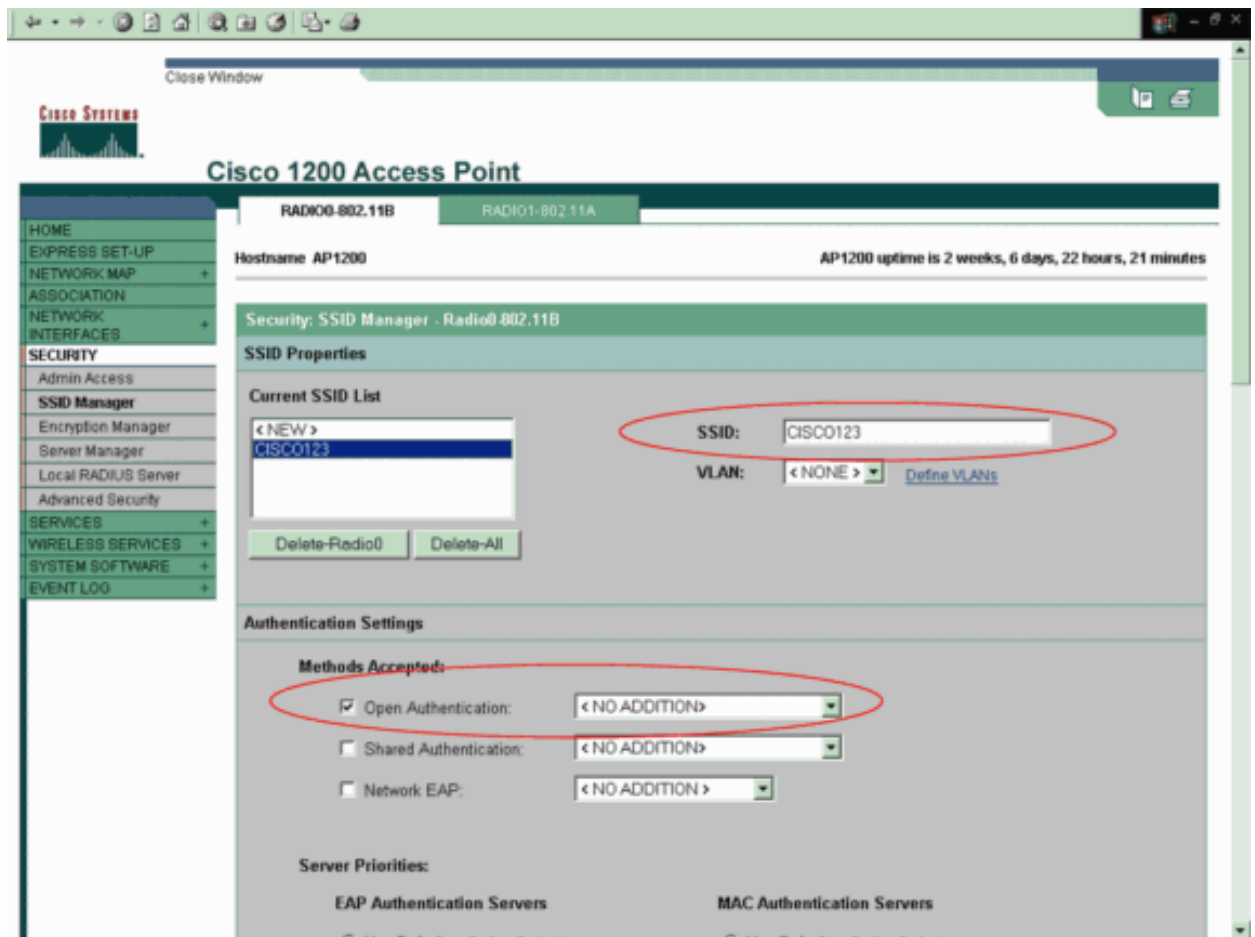 Close Window
CISCO SYSTEMS
Cisco 1200 Access Point
RADIO0-802.11B
RADIO1-802.11A
HOME
EXPRESS SET-UP
NETWORK MAP +
ASSOCIATION
NETWORK INTERFACES +
SECURITY
Admin Access
SSID Manager
Encryption Manager
Server Manager
Local RADIUS Server
Advanced Security
SERVICES +
WIRELESS SERVICES +
SYSTEM SOFTWARE +
EVENT LOG +
Hostname AP1200
AP1200 uptime is 2 weeks, 6 days, 22 hours, 21 minutes
Security: SSID Manager - Radio0-802.11B
SSID Properties
Current SSID List
< NEW >
CISCO123
SSID: CISCO123
VLAN: < NONE > Define VLANs
Delete-Radio0 Delete-All
Authentication Settings
Methods Accepted:
Open Authentication: < NO ADDITION>
Shared Authentication: < NO ADDITION>
Network EAP: < NO ADDITION >
Server Priorities:
EAP Authentication Servers
MAC Authentication Servers